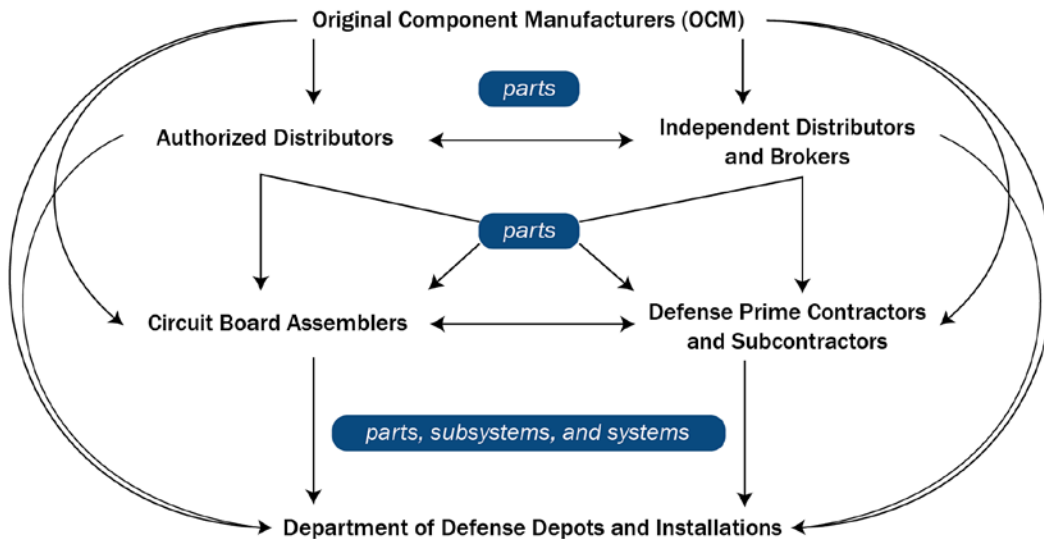 Original Component Manufacturers (OCM)
parts
Authorized Distributors
Independent Distributors
and Brokers
parts
Circuit Board Assemblers
Defense Prime Contractors
and Subcontractors
parts, subsystems, and systems
Department of Defense Depots and Installations